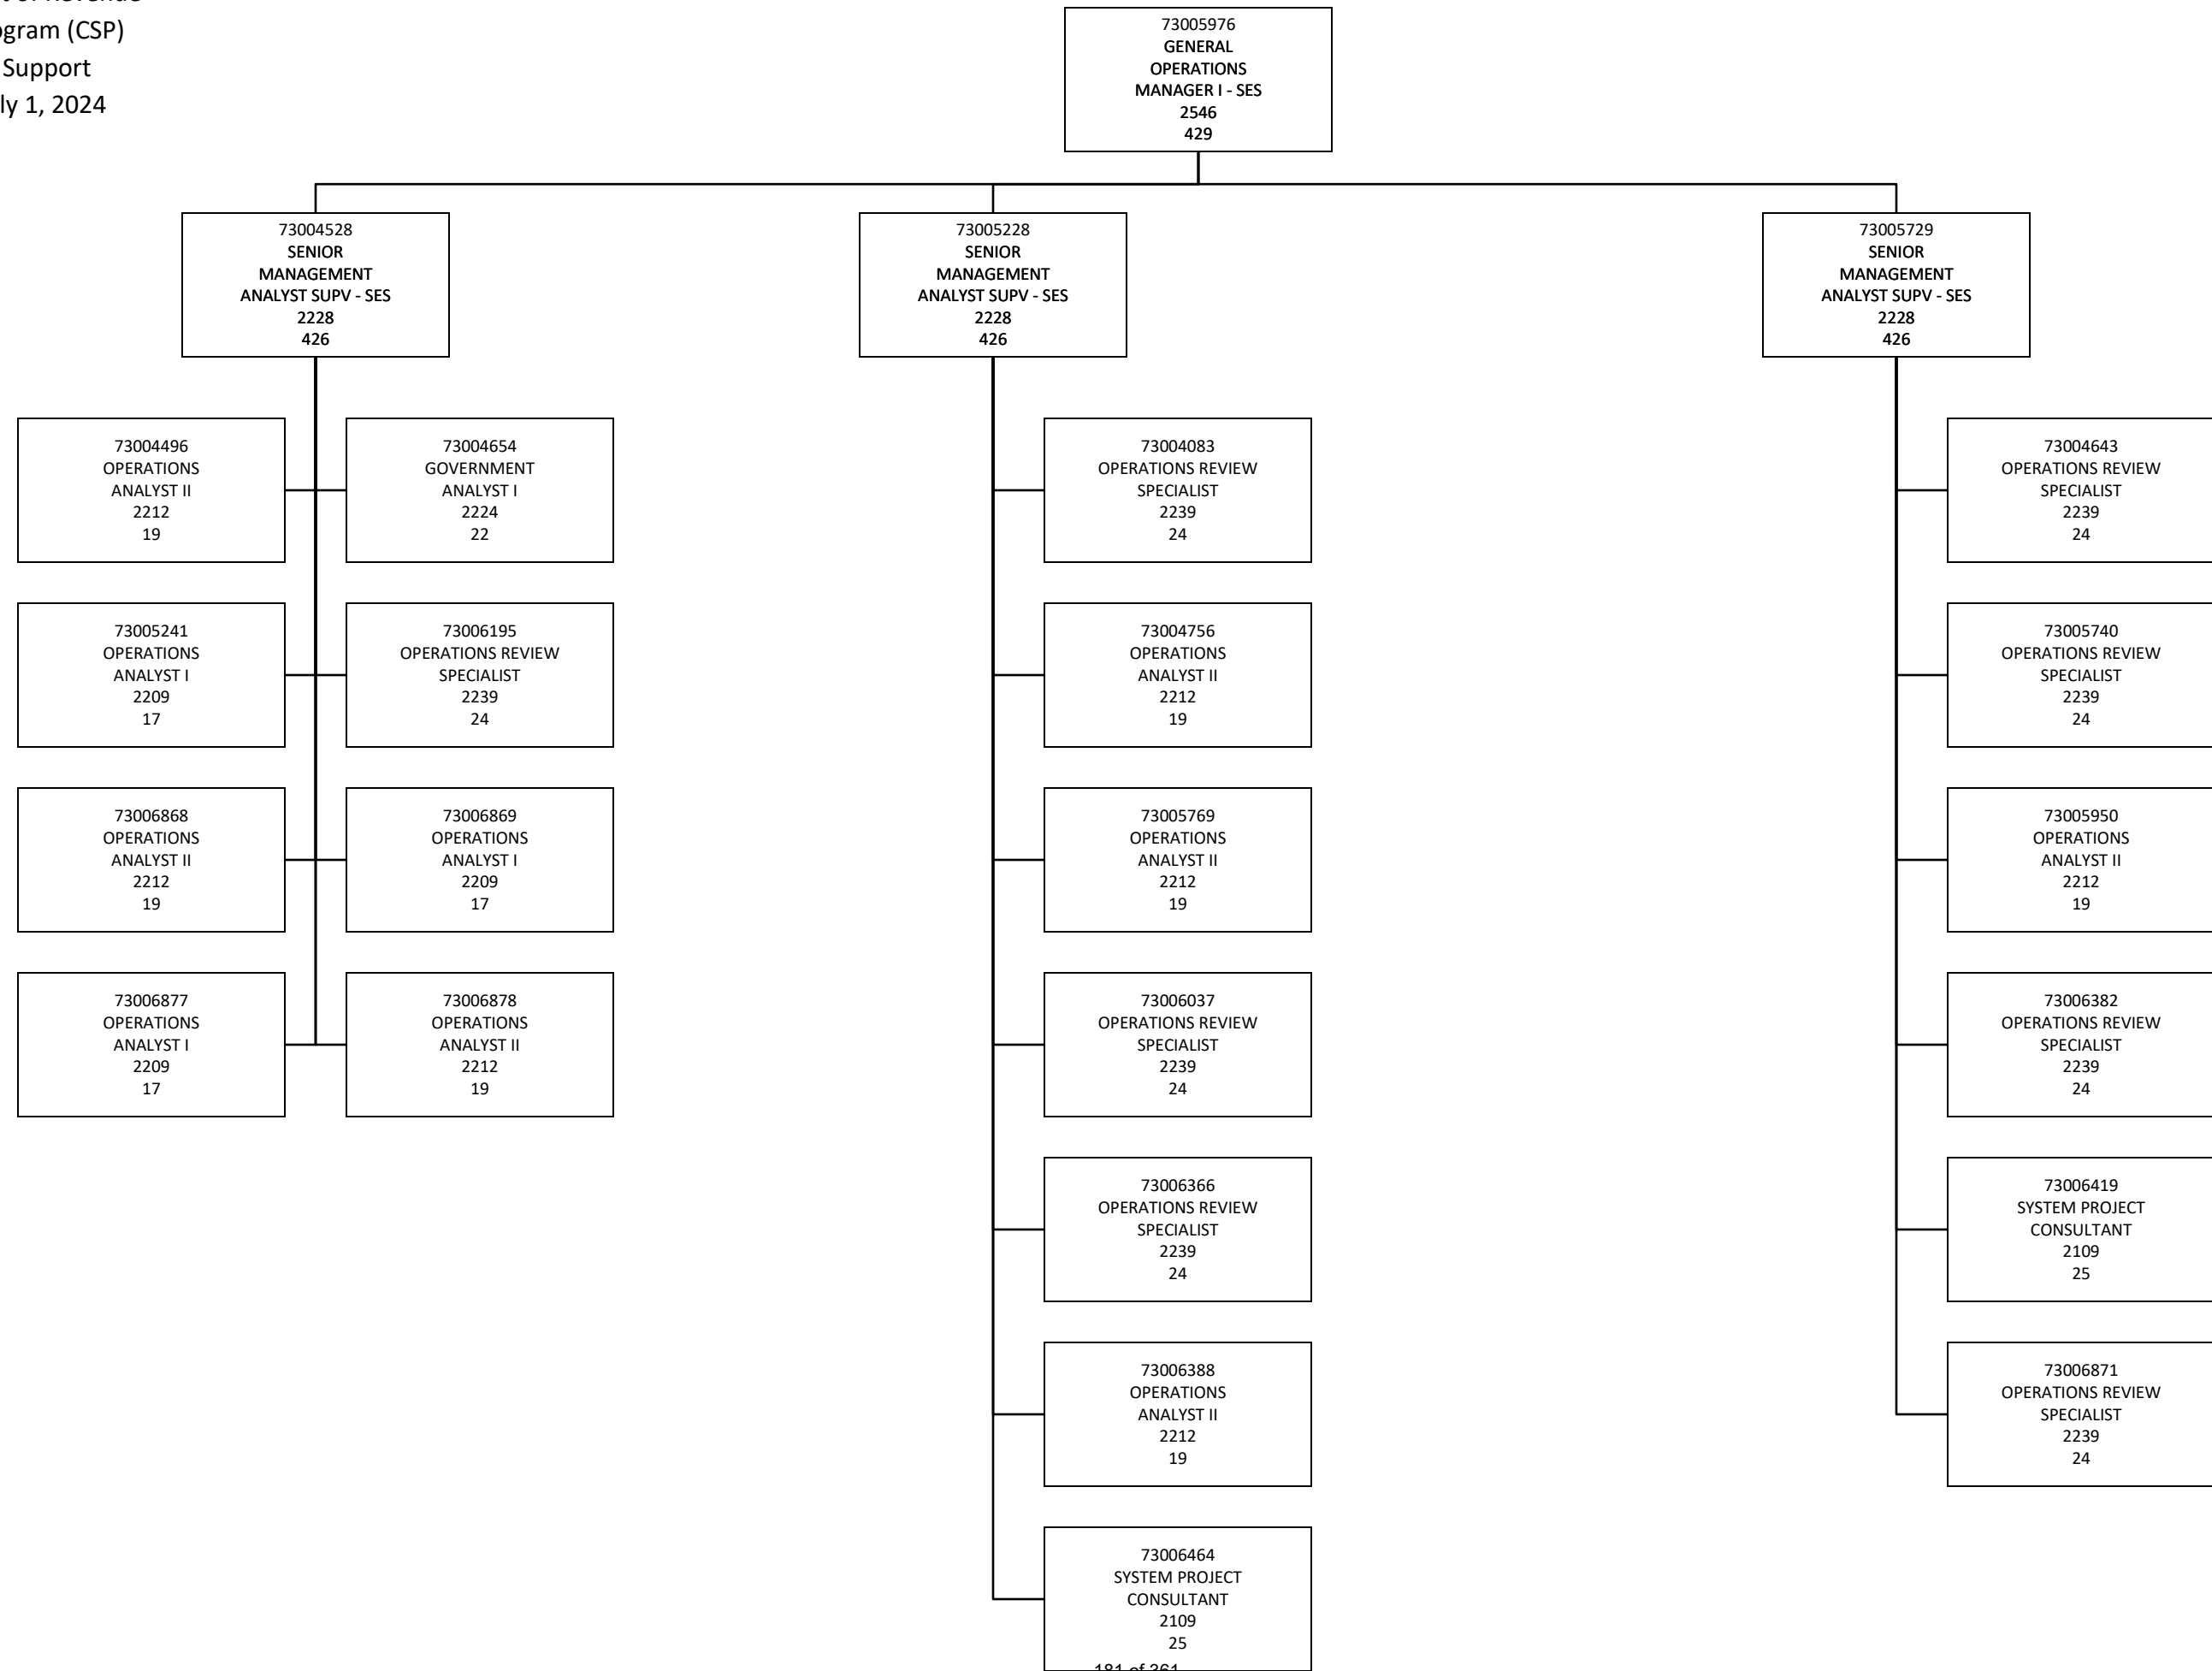 of Revenue
ogram (CSP)
Support
ly 1, 2024
73005976
GENERAL
OPERATIONS
MANAGER I - SES
2546
429
73004528
SENIOR
MANAGEMENT
ANALYST SUPV - SES
2228
426
73005228
SENIOR
MANAGEMENT
ANALYST SUPV - SES
2228
426
73005729
SENIOR
MANAGEMENT
ANALYST SUPV - SES
2228
426
73004496
OPERATIONS
ANALYST II
2212
19
73004654
GOVERNMENT
ANALYST I
2224
22
73004083
OPERATIONS REVIEW
SPECIALIST
2239
24
73004643
OPERATIONS REVIEW
SPECIALIST
2239
24
73005241
OPERATIONS
ANALYST I
2209
17
73006195
OPERATIONS REVIEW
SPECIALIST
2239
24
73004756
OPERATIONS
ANALYST II
2212
19
73005740
OPERATIONS REVIEW
SPECIALIST
2239
24
73006868
OPERATIONS
ANALYST II
2212
19
73006869
OPERATIONS
ANALYST I
2209
17
73005769
OPERATIONS
ANALYST II
2212
19
73005950
OPERATIONS
ANALYST II
2212
19
73006877
OPERATIONS
ANALYST I
2209
17
73006878
OPERATIONS
ANALYST II
2212
19
73006037
OPERATIONS REVIEW
SPECIALIST
2239
24
73006382
OPERATIONS REVIEW
SPECIALIST
2239
24
73006366
OPERATIONS REVIEW
SPECIALIST
2239
24
73006419
SYSTEM PROJECT
CONSULTANT
2109
25
73006388
OPERATIONS
ANALYST II
2212
19
73006871
OPERATIONS REVIEW
SPECIALIST
2239
24
73006464
SYSTEM PROJECT
CONSULTANT
2109
25
181 of 361